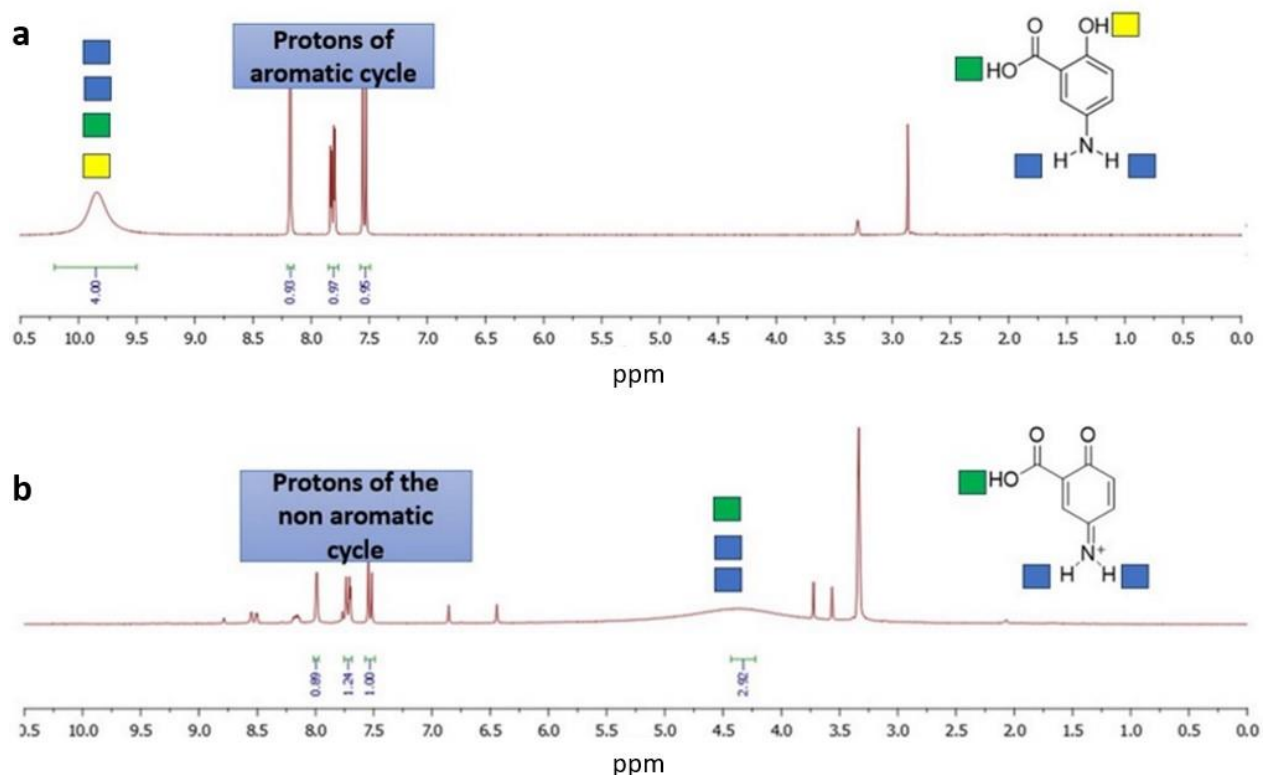 a
Protons of
aromatic cycle
O
OH
HO
N
H H
4.00
0.93
0.97
0.95
0.5 10.0 9.5 9.0 8.5 8.0 7.5 7.0 6.5 6.0 5.5 5.0 4.5 4.0 3.5 3.0 2.5 2.0 1.5 1.0 0.5 0.0
ppm
b
Protons of the
non aromatic
cycle
O O
HO
N+
H H
0.89
1.24
1.00
2.92
0.5 10.0 9.5 9.0 8.5 8.0 7.5 7.0 6.5 6.0 5.5 5.0 4.5 4.0 3.5 3.0 2.5 2.0 1.5 1.0 0.5 0.0
ppm